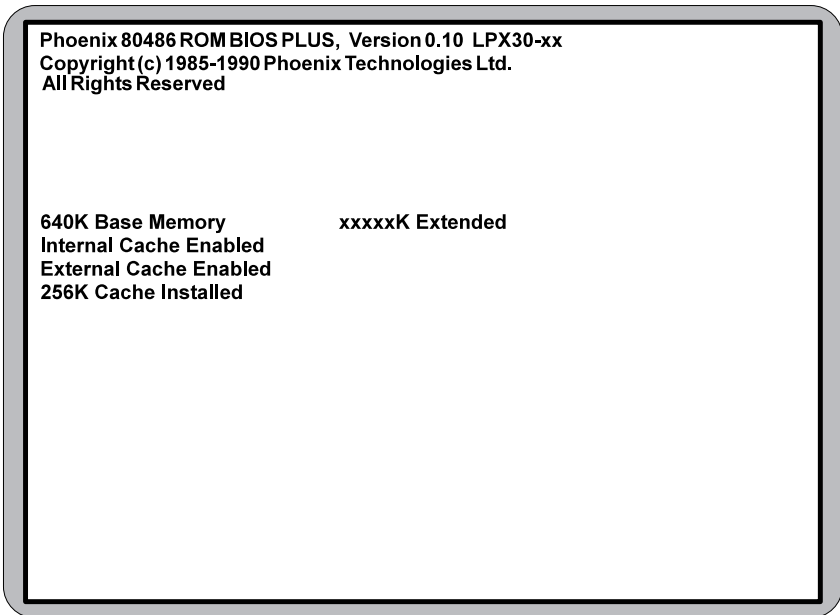 Phoenix 80486 ROM BIOS PLUS, Version 0.10 LPX30-xx
Copyright (c) 1985-1990 Phoenix Technologies Ltd.
All Rights Reserved
640K Base Memory xxxxxK Extended
Internal Cache Enabled
External Cache Enabled
256K Cache Installed